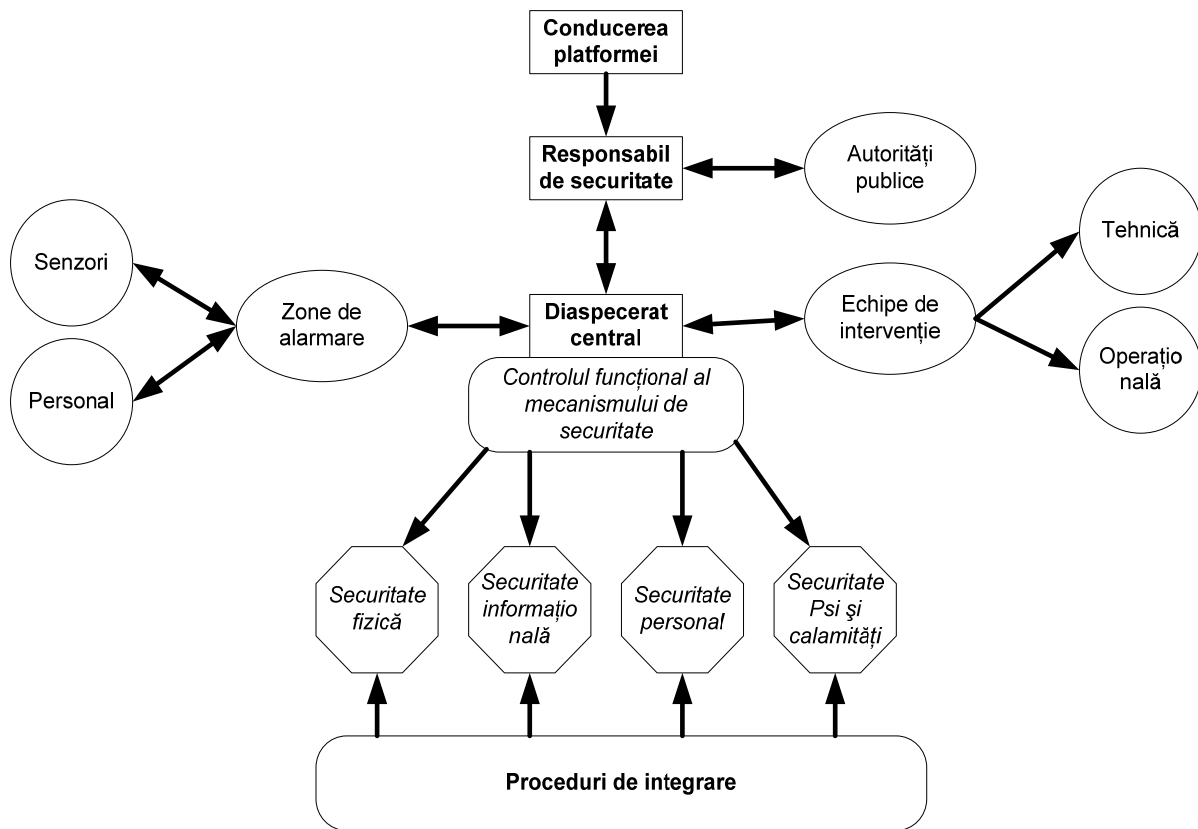 Conducerea
platformei
Responsabil
de securitate
Autorități
publice
Tehnică
Senzori
Zone de
alarmare
Diaspecerat
central
Echipe de
intervenție
Operațio
nală
Personal
Controlul funcțional al
mecanismului de
securitate
Securitate
fizică
Securitate
informațio
nală
Securitate
personal
Securitate
Psi şi
calamități
Proceduri de integrare